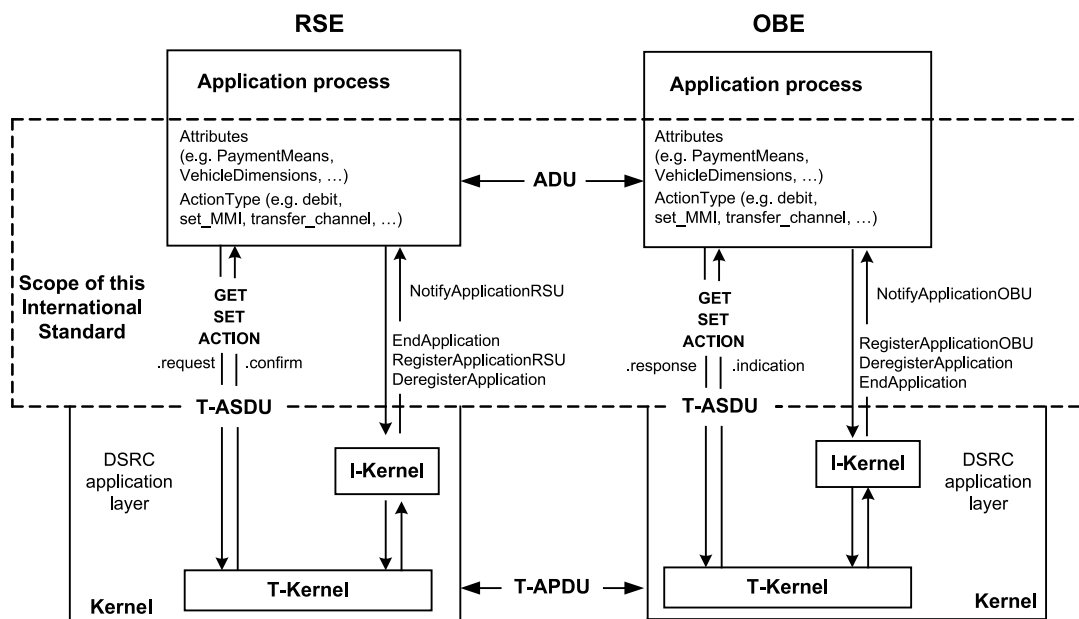 RSE
OBE
Application process
Application process
Attributes
(e.g. PaymentMeans,
VehicleDimensions, …)
ActionType (e.g. debit,
set_MMI, transfer_channel, …)
ADU
Attributes
(e.g. PaymentMeans,
VehicleDimensions, …)
ActionType (e.g. debit,
set_MMI, transfer_channel, …)
Scope of this
International
Standard
GET
SET
ACTION
.request
.confirm
T-ASDU
NotifyApplicationRSU
EndApplication
RegisterApplicationRSU
DeregisterApplication
GET
SET
ACTION
.response
.indication
T-ASDU
NotifyApplicationOBU
RegisterApplicationOBU
DeregisterApplication
EndApplication
DSRC
application
layer
I-Kernel
I-Kernel
DSRC
application
layer
T-Kernel
T-APDU
T-Kernel
Kernel
Kernel